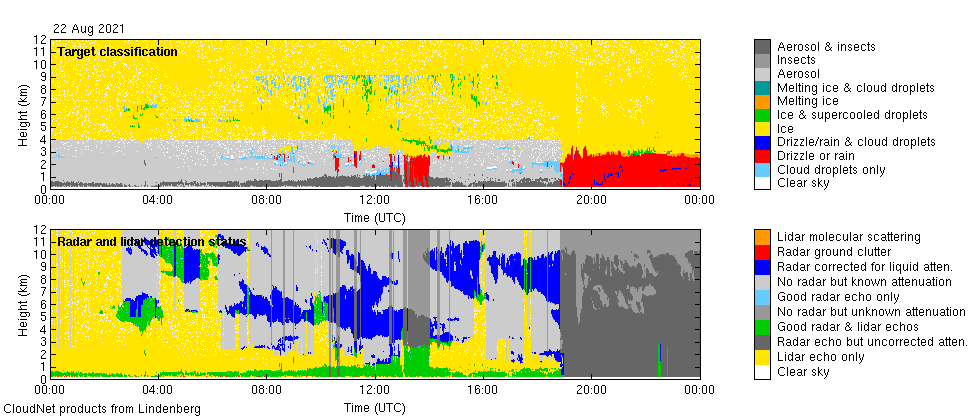 22 Aug 2021
Target classification
12
11
10
9
8
7
6
5
4
3
2
1
0
Height (km)
00:00 04:00 08:00 12:00 16:00 20:00 00:00
Time (UTC)
Aerosol & insects
Insects
Aerosol
Melting ice & cloud droplets
Melting ice
Ice & supercooled droplets
Ice
Drizzle/rain & cloud droplets
Drizzle or rain
Cloud droplets only
Clear sky
Radar and lidar detection status
12
11
10
9
8
7
6
5
4
3
2
1
0
Height (km)
00:00 04:00 08:00 12:00 16:00 20:00 00:00
Time (UTC)
Lidar molecular scattering
Radar ground clutter
Radar corrected for liquid atten.
No radar but known attenuation
Good radar echo only
No radar but unknown attenuation
Good radar & lidar echos
Radar echo but uncorrected atten.
Lidar echo only
Clear sky
CloudNet products from Lindenberg